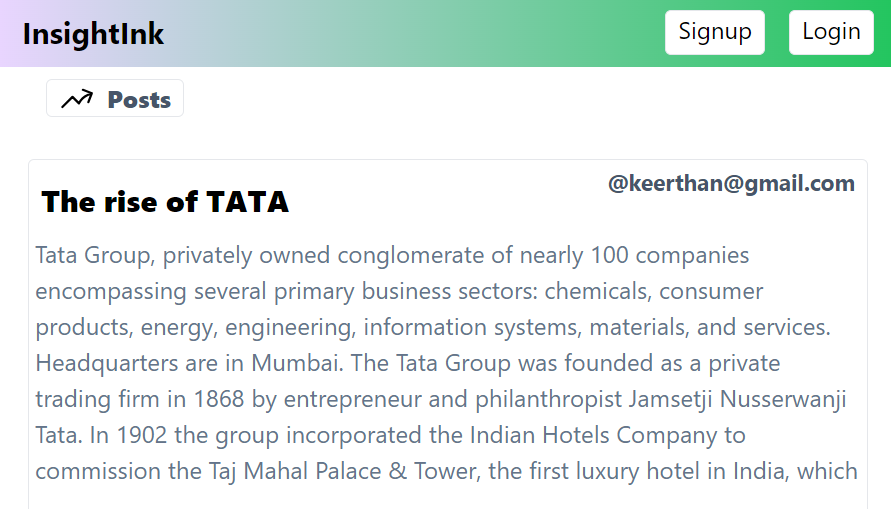 InsightInk
Signup
Login
Posts
The rise of TATA
@keerthan@gmail.com
Tata Group, privately owned conglomerate of nearly 100 companies
encompassing several primary business sectors: chemicals, consumer
products, energy, engineering, information systems, materials, and services.
Headquarters are in Mumbai. The Tata Group was founded as a private
trading firm in 1868 by entrepreneur and philanthropist Jamsetji Nusserwanji
Tata. In 1902 the group incorporated the Indian Hotels Company to
commission the Taj Mahal Palace & Tower, the first luxury hotel in India, which